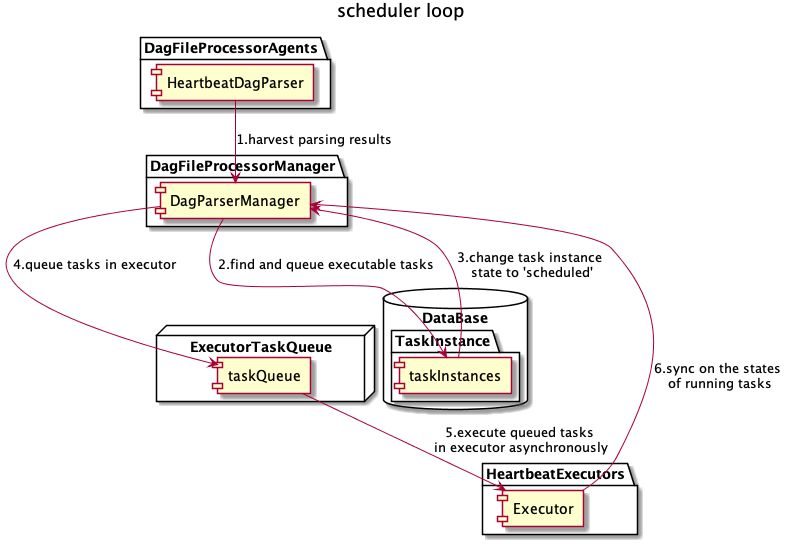 scheduler loop
DagFileProcessorAgents
HeartbeatDagParser
1.harvest parsing results
DagFileProcessorManager
DagParserManager
4.queue tasks in executor
2.find and queue executable tasks
3.change task instance
state to 'scheduled'
DataBase
TaskInstance
taskInstances
ExecutorTaskQueue
taskQueue
6.sync on the states
of running tasks
5.execute queued tasks
in executor asynchronously
HeartbeatExecutors
Executor